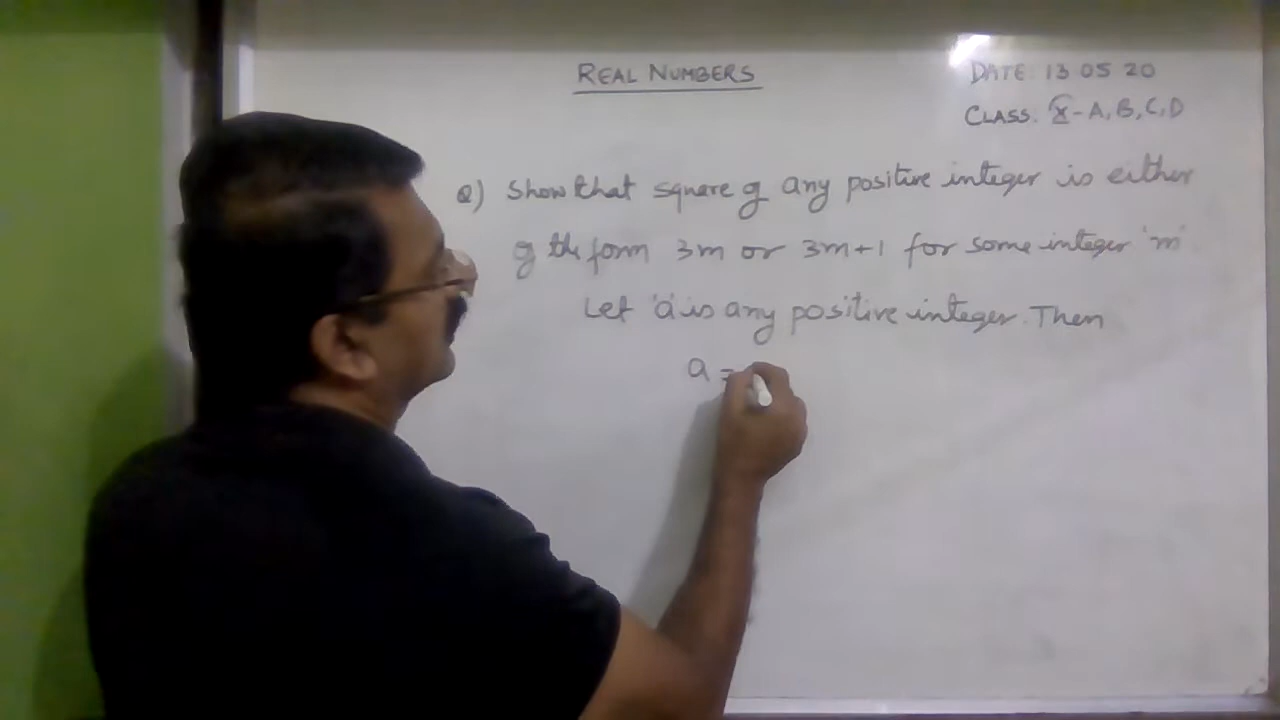 REAL NUMBERS
DATE: 13 05 20
CLASS: X - A, B, C, D
Q) Show that square of any positive integer is either
of the form 3m or 3m+1 for some integer 'm'
Let 'a' is any positive integer. Then
a =